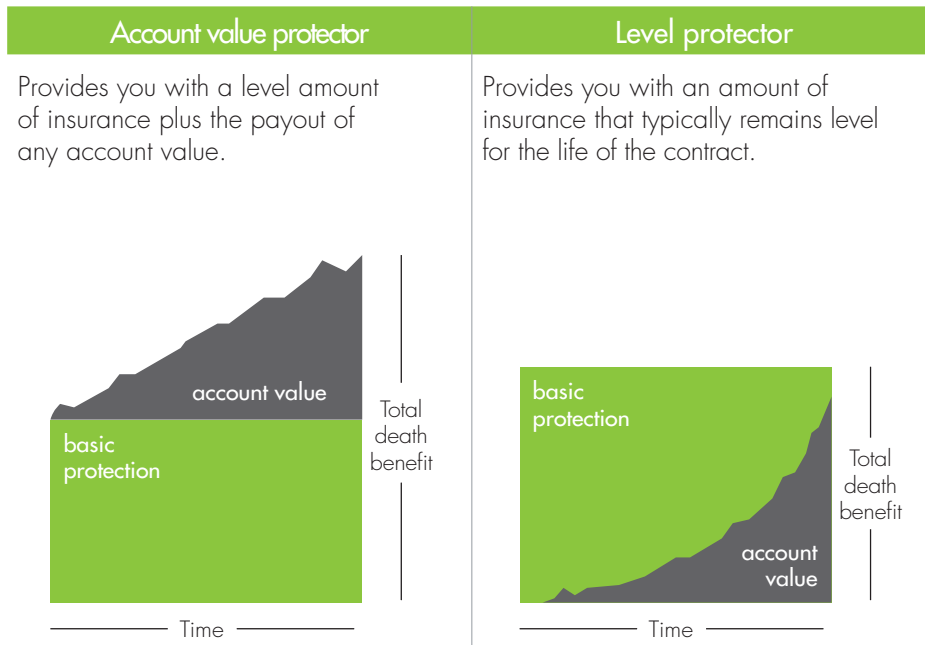 Account value protector
Level protector
Provides you with a level amount
of insurance plus the payout of
any account value.
Provides you with an amount of
insurance that typically remains level
for the life of the contract.
account value
basic
protection
Total
death
benefit
Time
basic
protection
account
value
Total
death
benefit
Time